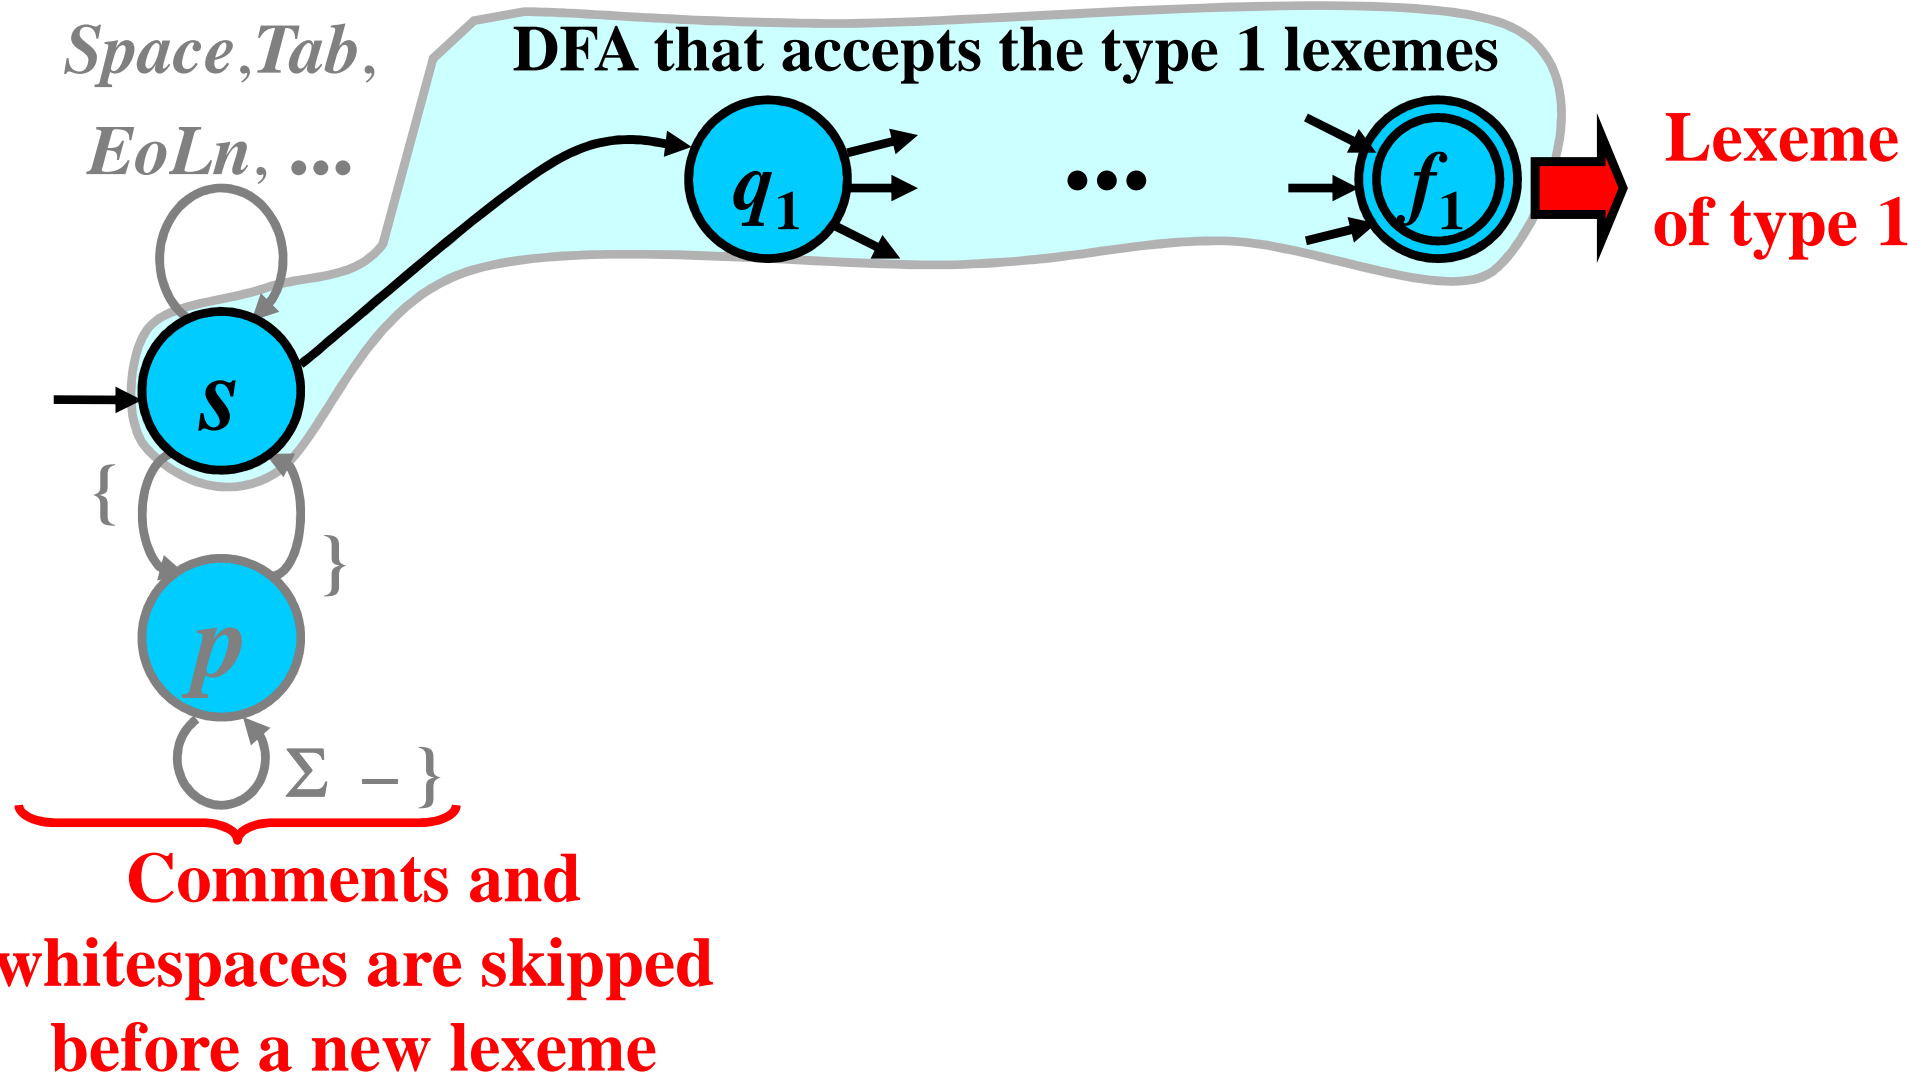 Space, Tab,
EoLn, ...
DFA that accepts the type 1 lexemes
q1
...
f1
Lexeme
of type 1
s
{
}
p
Σ – }
Comments and
whitespaces are skipped
before a new lexeme